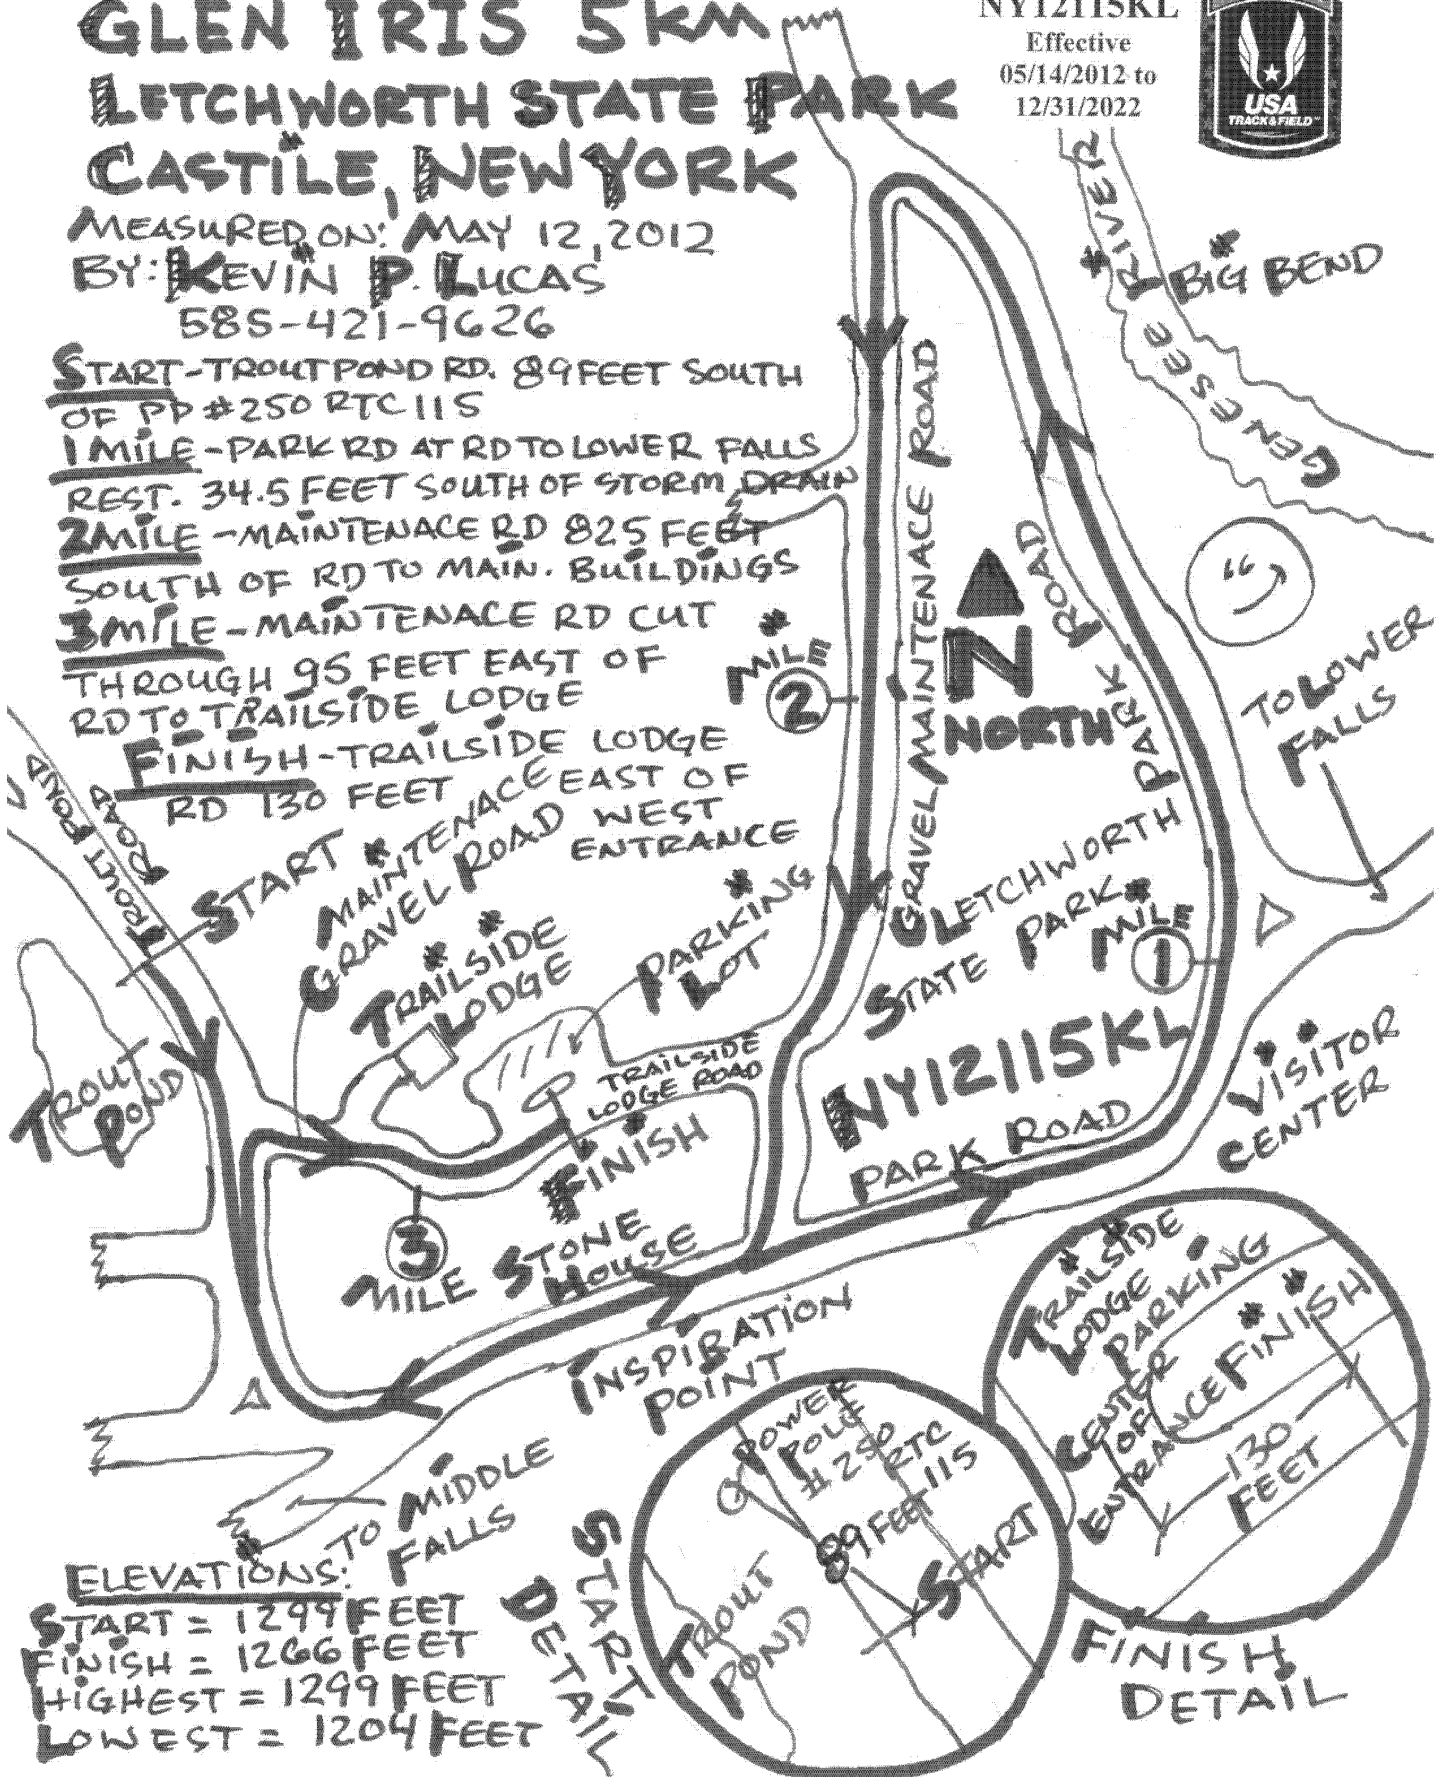 GLEN IRIS 5KM
LETCHWORTH STATE PARK
CASTILE, NEW YORK
MEASURED ON: MAY 12, 2012
BY: KEVIN P. LUCAS
585-421-9626
NY12115KL
Effective
05/14/2012 to
12/31/2022
USA
TRACK & FIELD
START-TROUT POND RD. 89 FEET SOUTH
OF PP #250 RTC 115
1 MILE-PARK RD AT RD TO LOWER FALLS
REST. 34.5 FEET SOUTH OF STORM DRAIN
2 MILE-MAINTENACE RD 825 FEET
SOUTH OF RD TO MAIN. BUILDINGS
3 MILE-MAINTENACE RD CUT
THROUGH 95 FEET EAST OF
RD TO TRAILSIDE LODGE
FINISH-TRAILSIDE LODGE
RD 130 FEET EAST OF
WEST
ENTRANCE
GENESEE RIVER
BIG BEND
GRAVEL/MAINTENACE ROAD
PARK ROAD
N
NORTH
MILE
2
TO LOWER
FALLS
TROUT POND
ROAD
START
MAINTENACE
GRAVEL ROAD
TRAILSIDE
LODGE
PARKING
LOT
LETCHWORTH
STATE PARK
MILE
1
NY12115KL
TRAILSIDE
LODGE ROAD
TROUT
POND
FINISH
PARK ROAD
VISITOR
CENTER
3
MILE
STONE
HOUSE
INSPIRATION
POINT
TO MIDDLE
FALLS
TRAILSIDE
LODGE
PARKING
CENTER
OF
ENTRANCE
FINISH
130
FEET
FINISH
DETAIL
POWER
POLE
#250
RTC
115
89 FEET
START
TROUT
POND
START
DETAIL
ELEVATIONS:
START = 1299 FEET
FINISH = 1266 FEET
HIGHEST = 1299 FEET
LOWEST = 1204 FEET